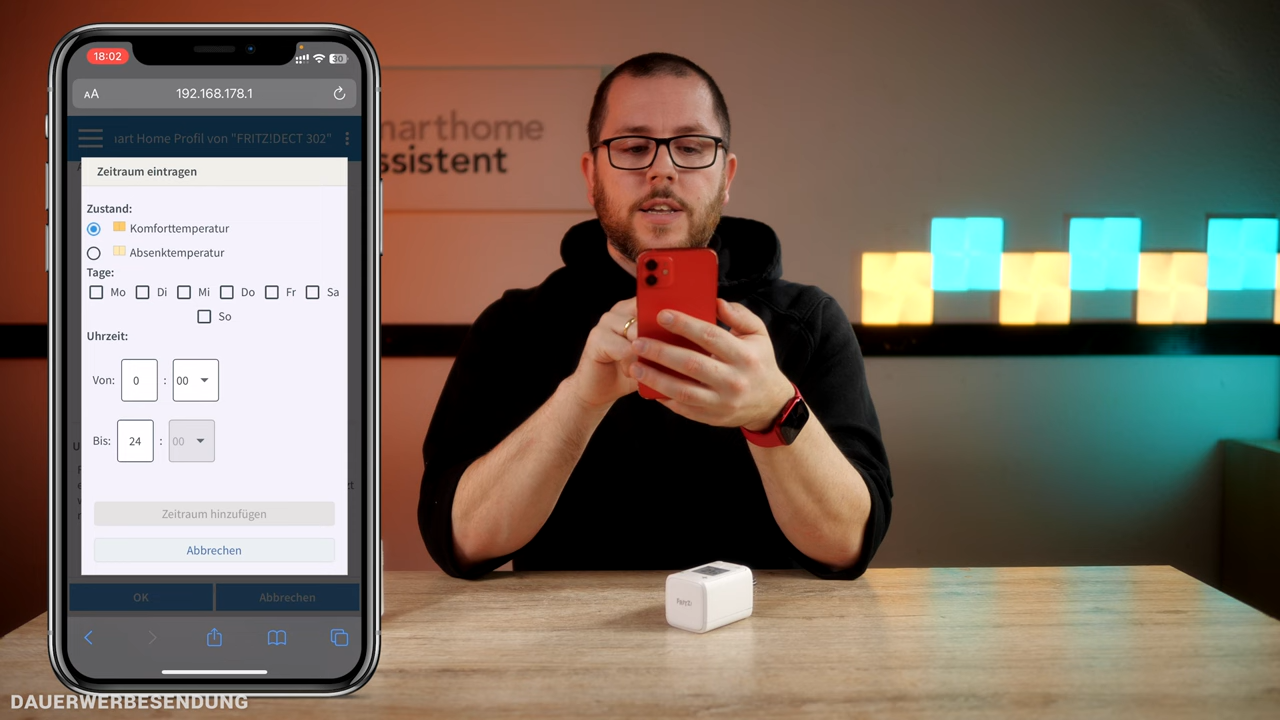 18:02
30
AA
192.168.178.1
art Home Profil von "FRITZ!DECT 302"
Zeitraum eintragen
Zustand:
Komforttemperatur
Absenktemperatur
Tage:
Mo Di Mi Do Fr Sa
So
Uhrzeit:
Von: 0 : 00
Bis: 24 : 00
Zeitraum hinzufügen
Abbrechen
OK Abbrechen
marthome
ssistent
DAUERWERBESENDUNG